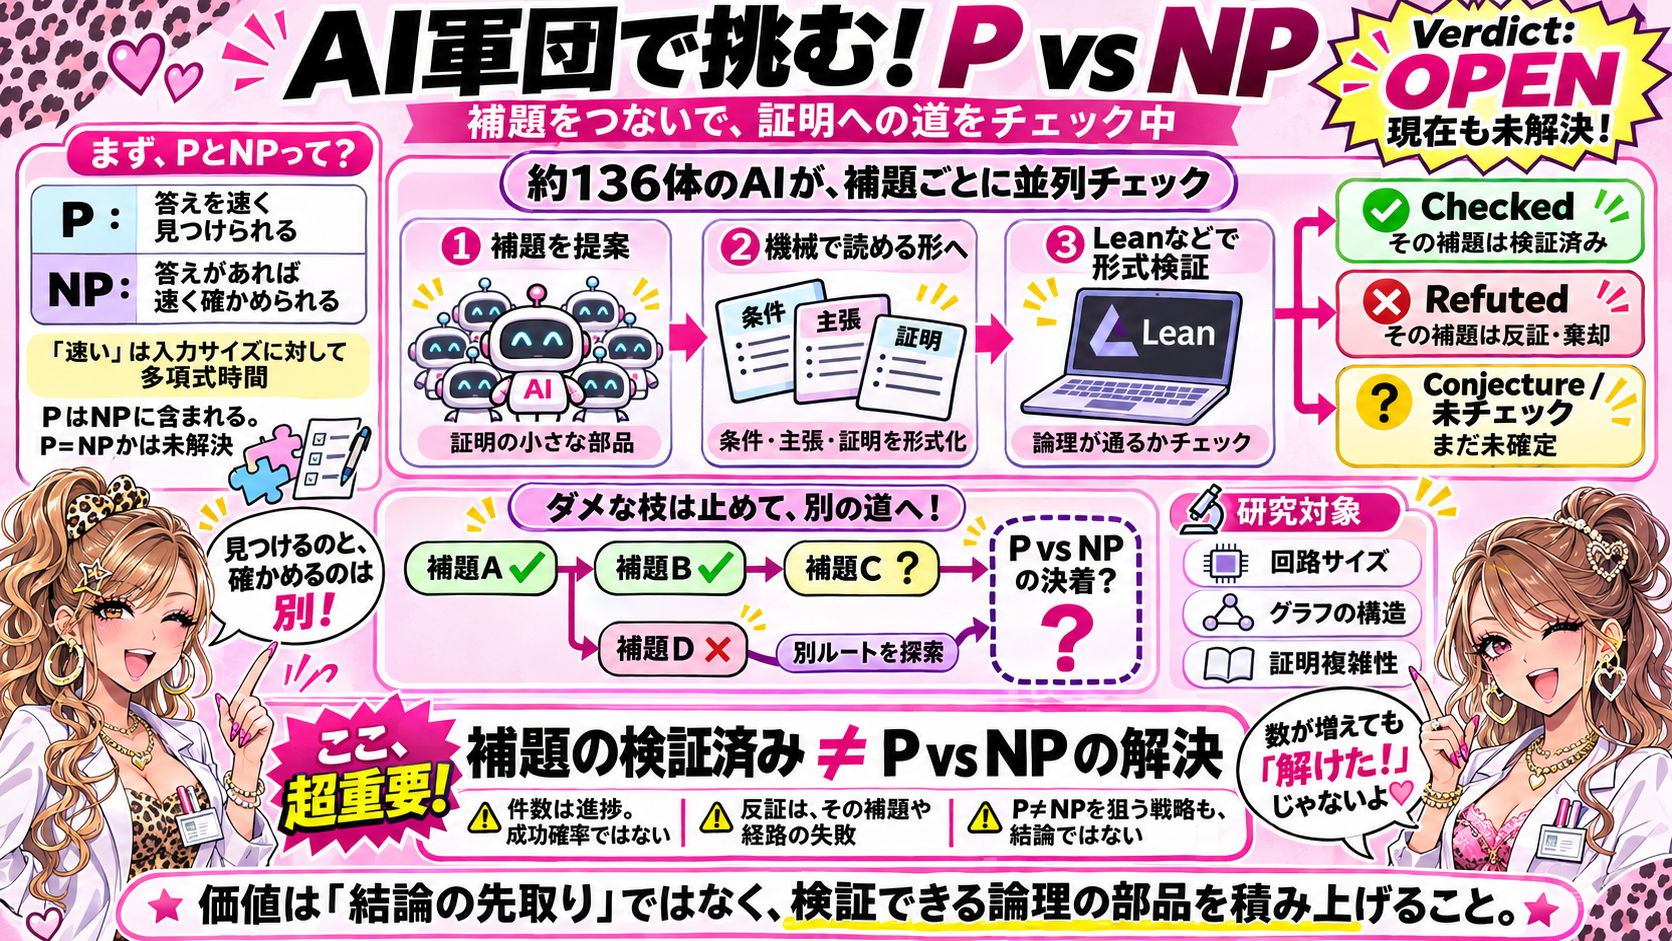 AI軍団で挑む！P vs NP
補題をつないで、証明への道をチェック中
Verdict:
OPEN
現在も未解決！
まず、PとNPって？
P：
答えを速く
見つけられる
NP：
答えがあれば
速く確かめられる
「速い」は入力サイズに対して
多項式時間
PはNPに含まれる。
P=NPかは未解決
約136体のAIが、補題ごとに並列チェック
1 補題を提案
AI
証明の小さな部品
2 機械で読める形へ
条件
主張
証明
条件・主張・証明を形式化
3 Leanなどで
形式検証
Lean
論理が通るかチェック
Checked
その補題は検証済み
Refuted
その補題は反証・棄却
?
Conjecture /
未チェック
まだ未確定
見つけるのと、
確かめるのは
別！
ダメな枝は止めて、別の道へ！
補題A
補題B
補題C ?
補題D
別ルートを探索
P vs NP
の決着？
?
研究対象
回路サイズ
グラフの構造
証明複雑性
ここ、
超重要！
補題の検証済み ≠ P vs NPの解決
件数は進捗。
成功確率ではない
反証は、その補題や
経路の失敗
P≠NPを狙う戦略も、
結論ではない
数が増えても
「解けた！」
じゃないよ♡
★ 価値は「結論の先取り」ではなく、検証できる論理の部品を積み上げること。★